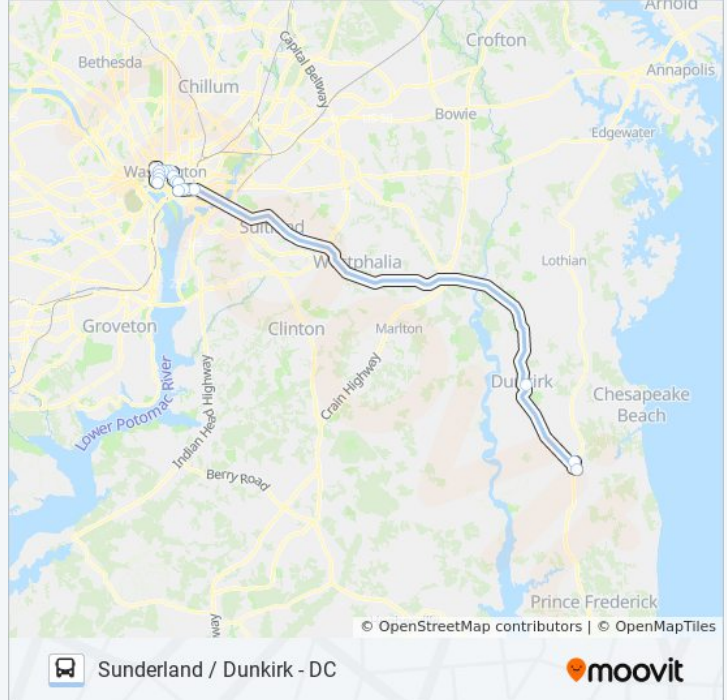 Arnold
Crofton
Capital Beltway
Bethesda
Annapolis
Chillum
Bowie
Edgewater
Suitland
Westphalia
Lothian
Groveton
Clinton
Marlton
Lower Potomac River
Indian Head Highway
Crain Highway
Dunkirk
Chesapeake
Beach
Berry Road
Prince Frederick
© OpenStreetMap contributors | © OpenMapTiles
Sunderland / Dunkirk - DC
moovit